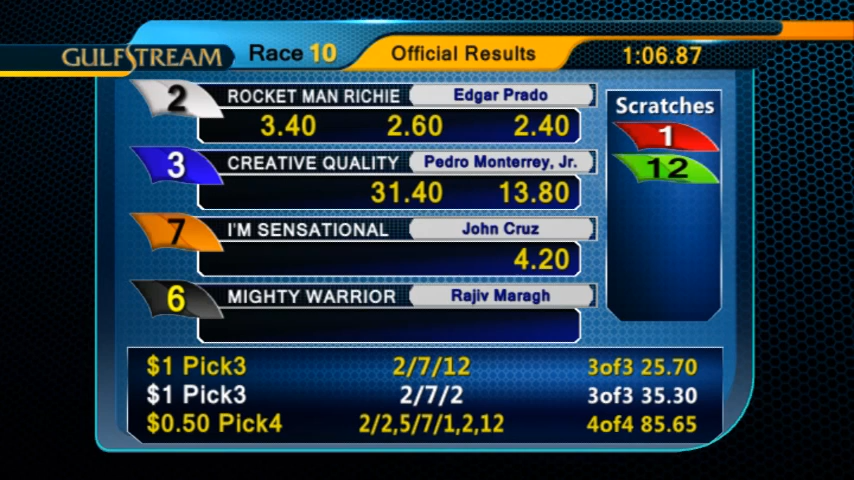 GULFSTREAM Race 10 Official Results 1:06.87
2 ROCKET MAN RICHIE Edgar Prado
3.40 2.60 2.40
3 CREATIVE QUALITY Pedro Monterrey, Jr.
31.40 13.80
7 I'M SENSATIONAL John Cruz
4.20
6 MIGHTY WARRIOR Rajiv Maragh
Scratches
1
12
$1 Pick3 2/7/12 3of3 25.70
$1 Pick3 2/7/2 3of3 35.30
$0.50 Pick4 2/2,5/7/1,2,12 4of4 85.65